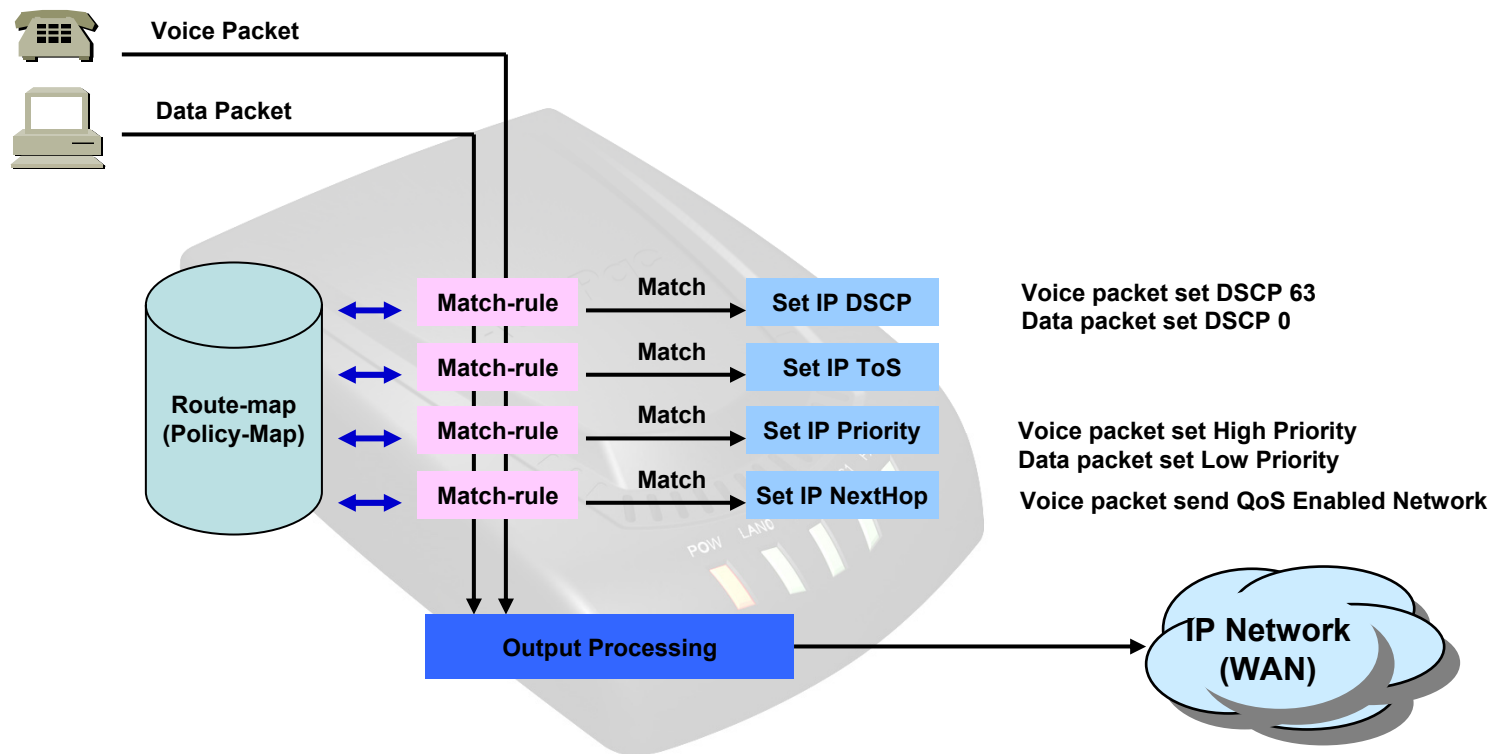 Voice Packet
Data Packet
Route-map
(Policy-Map)
Match-rule
Match
Set IP DSCP
Voice packet set DSCP 63
Data packet set DSCP 0
Match-rule
Match
Set IP ToS
Match-rule
Match
Set IP Priority
Voice packet set High Priority
Data packet set Low Priority
Match-rule
Match
Set IP NextHop
Voice packet send QoS Enabled Network
POW
LAN0
Output Processing
IP Network
(WAN)